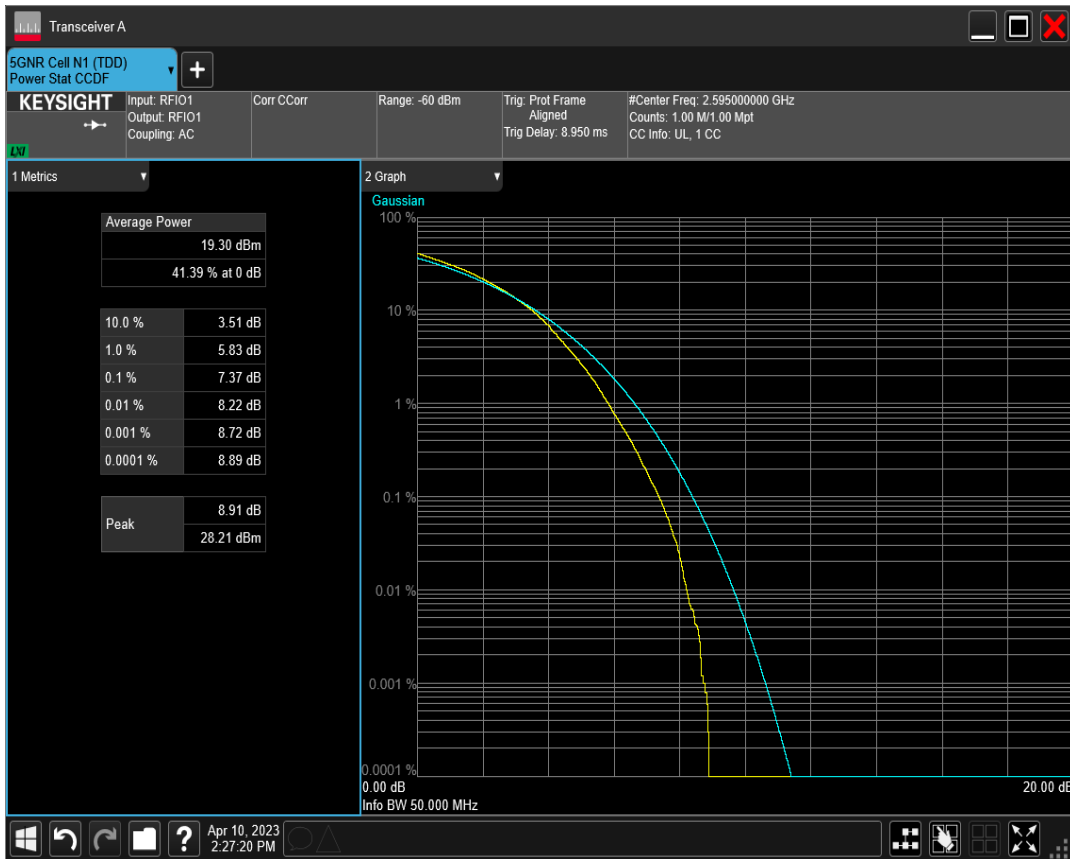 Transceiver A
5GNR Cell N1 (TDD)
Power Stat CCDF
+
KEYSIGHT
LXI
Input: RFIO1
Output: RFIO1
Coupling: AC
Corr CCorr
Range: -60 dBm
Trig: Prot Frame
Aligned
Trig Delay: 8.950 ms
#Center Freq: 2.595000000 GHz
Counts: 1.00 M/1.00 Mpt
CC Info: UL, 1 CC
1 Metrics
Average Power
19.30 dBm
41.39 % at 0 dB
10.0 % 3.51 dB
1.0 % 5.83 dB
0.1 % 7.37 dB
0.01 % 8.22 dB
0.001 % 8.72 dB
0.0001 % 8.89 dB
Peak
8.91 dB
28.21 dBm
2 Graph
Gaussian
100 %
10 %
1 %
0.1 %
0.01 %
0.001 %
0.0001 %
0.00 dB 20.00 dB
Info BW 50.000 MHz
?
Apr 10, 2023
2:27:20 PM